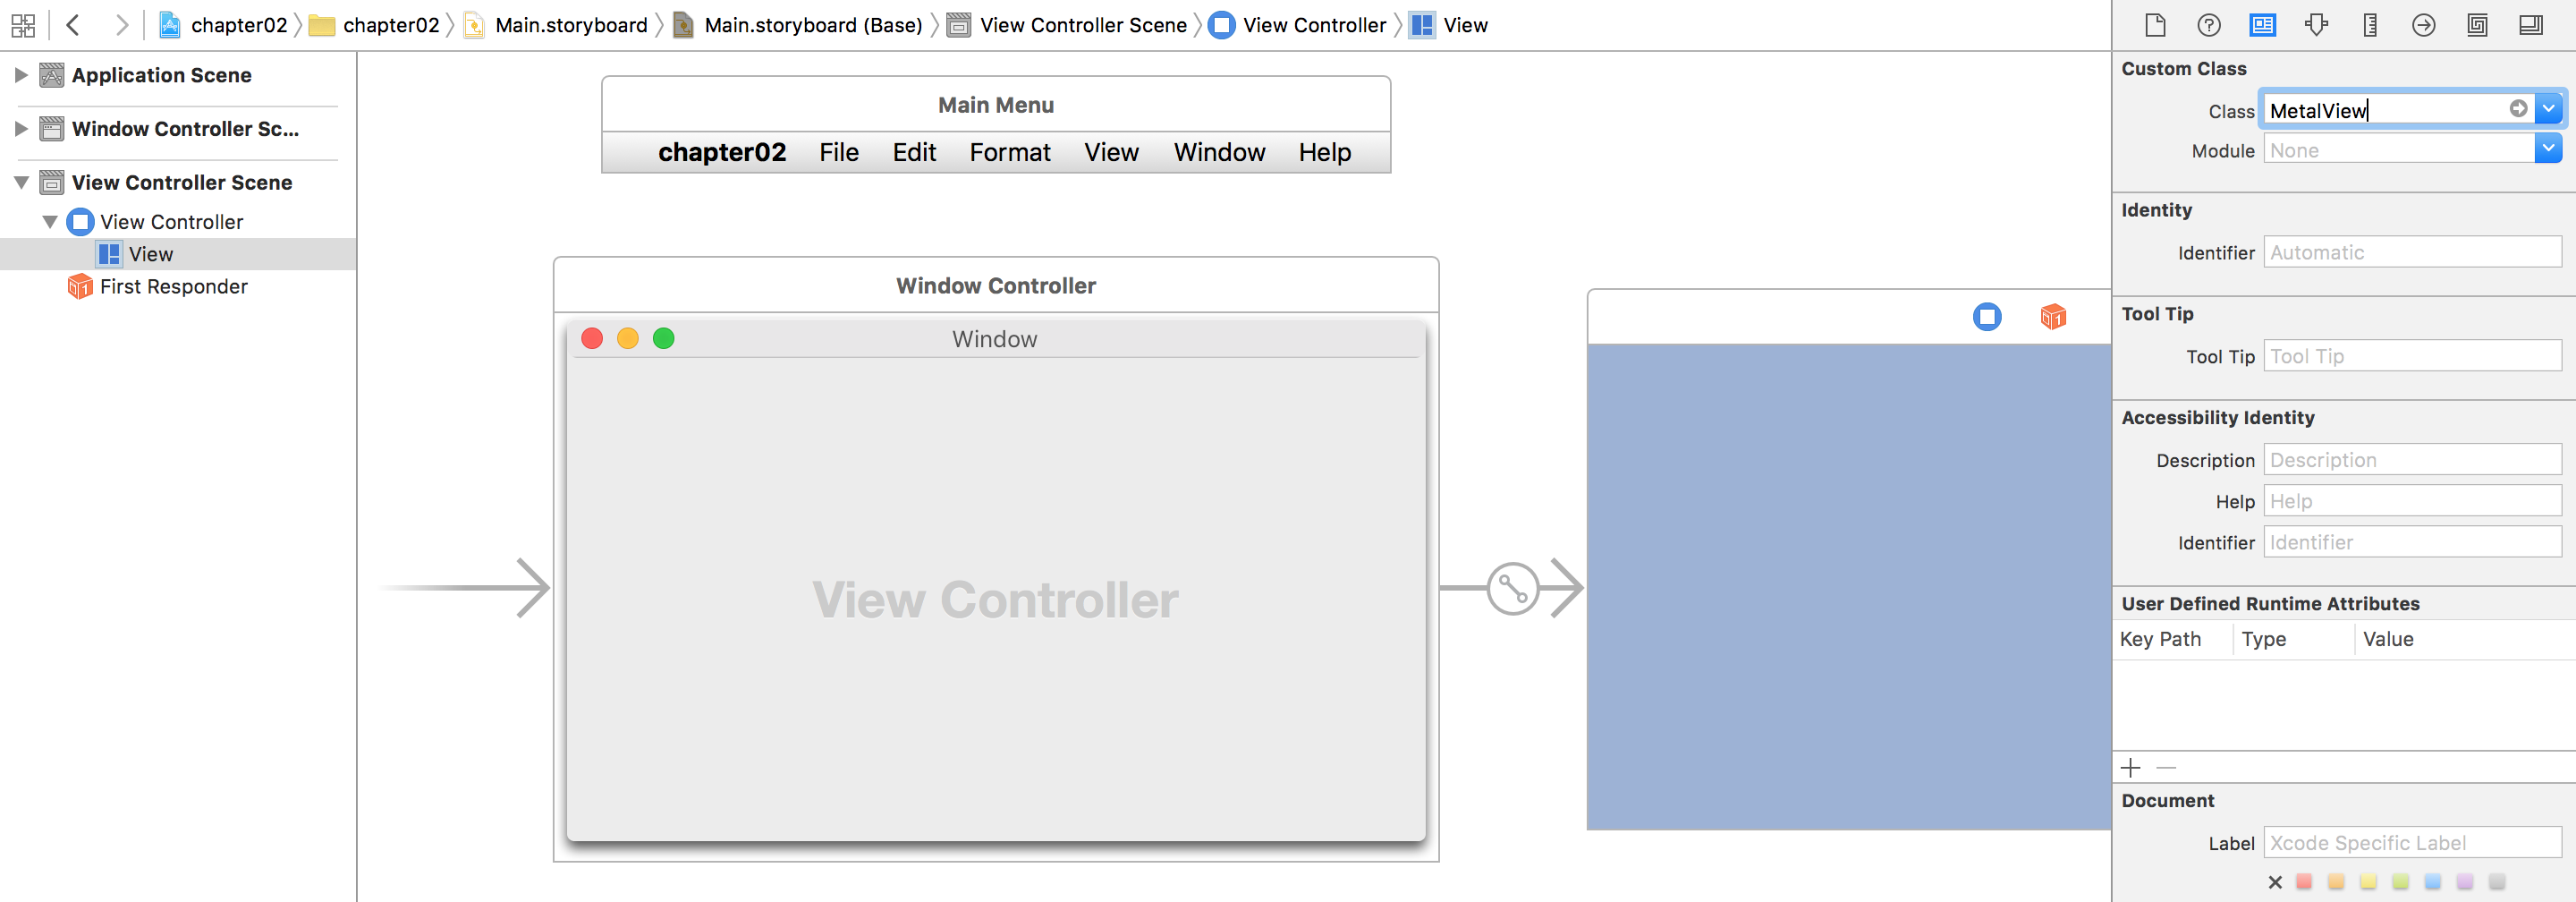 chapter02 chapter02 Main.storyboard Main.storyboard (Base) View Controller Scene View Controller View
Application Scene
Window Controller Sc...
View Controller Scene
View Controller
View
First Responder
Main Menu
chapter02 File Edit Format View Window Help
Window Controller
Window
View Controller
Custom Class
Class MetalView
Module None
Identity
Identifier Automatic
Tool Tip
Tool Tip Tool Tip
Accessibility Identity
Description Description
Help Help
Identifier Identifier
User Defined Runtime Attributes
Key Path Type Value
Document
Label Xcode Specific Label